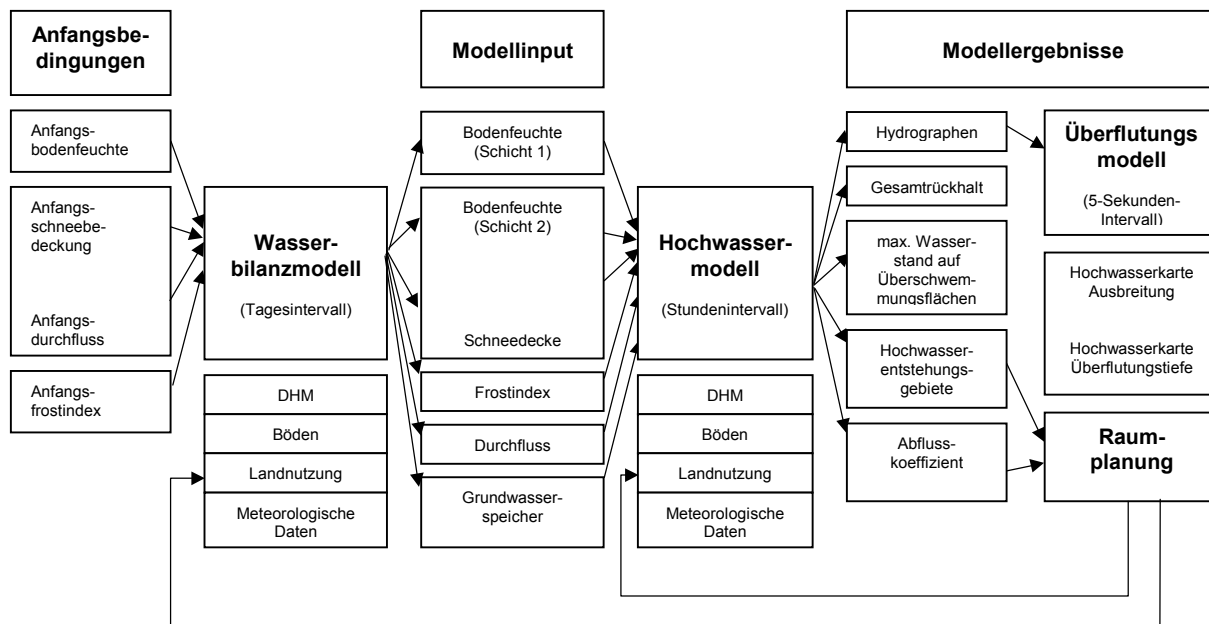 Anfangsbe-
dingungen
Modellinput
Modellergebnisse
Anfangs-
bodenfeuchte
Anfangs-
schneebe-
deckung
Anfangs-
durchfluss
Anfangs-
frostindex
Wasser-
bilanzmodell
(Tagesintervall)
DHM
Böden
Landnutzung
Meteorologische
Daten
Bodenfeuchte
(Schicht 1)
Bodenfeuchte
(Schicht 2)
Schneedecke
Frostindex
Durchfluss
Grundwasser-
speicher
Hochwasser-
modell
(Stundenintervall)
DHM
Böden
Landnutzung
Meteorologische
Daten
Hydrographen
Gesamtrückhalt
max. Wasser-
stand auf
Überschwem-
mungsflächen
Hochwasser-
entstehungs-
gebiete
Abfluss-
koeffizient
Überflutungs
modell
(5-Sekunden-
Intervall)
Hochwasserkarte
Ausbreitung
Hochwasserkarte
Überflutungstiefe
Raum-
planung